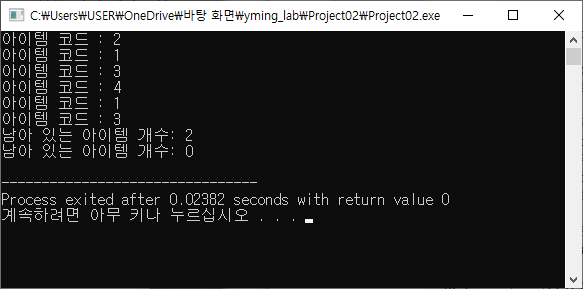 C:₩Users₩USER₩OneDrive₩바탕 화면₩yming_lab₩Project02₩Project02.exe
아이템 코드 : 2
아이템 코드 : 1
아이템 코드 : 3
아이템 코드 : 4
아이템 코드 : 1
아이템 코드 : 3
남아 있는 아이템 개수: 2
남아 있는 아이템 개수: 0
--------------------------------
Process exited after 0.02382 seconds with return value 0
계속하려면 아무 키나 누르십시오 . . .